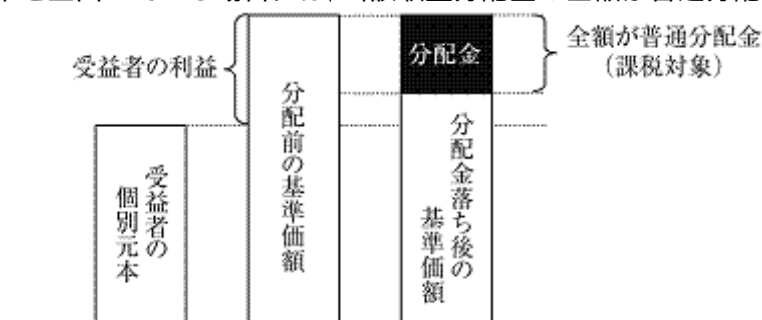 受益者の利益
分配金
全額が普通分配金
（課税対象）
受益者の
個別元本
分配前の基準価額
分配金落ち後の
基準価額